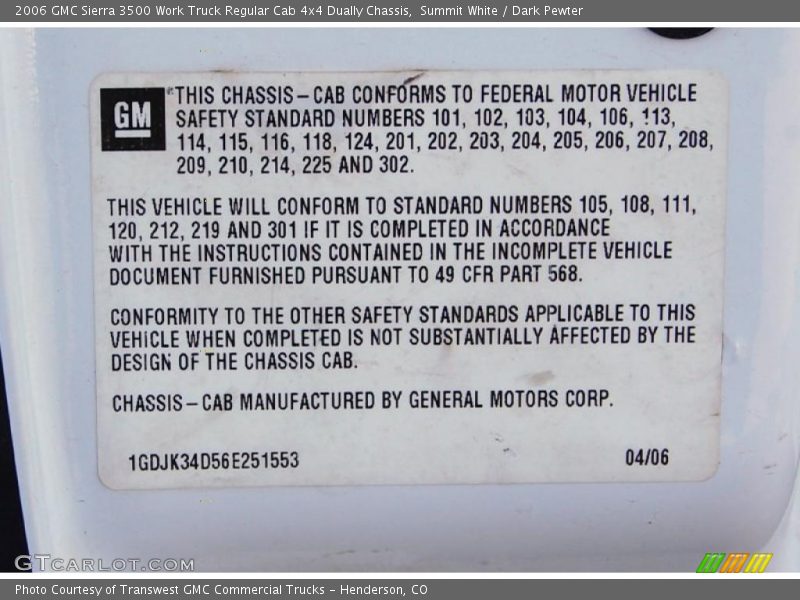 2006 GMC Sierra 3500 Work Truck Regular Cab 4x4 Dually Chassis,  Summit White / Dark Pewter
GM
THIS CHASSIS-CAB CONFORMS TO FEDERAL MOTOR VEHICLE
SAFETY STANDARD NUMBERS 101, 102, 103, 104, 106, 113,
114, 115, 116, 118, 124, 201, 202, 203, 204, 205, 206, 207, 208,
209, 210, 214, 225 AND 302.
THIS VEHICLE WILL CONFORM TO STANDARD NUMBERS 105, 108, 111,
120, 212, 219 AND 301 IF IT IS COMPLETED IN ACCORDANCE
WITH THE INSTRUCTIONS CONTAINED IN THE INCOMPLETE VEHICLE
DOCUMENT FURNISHED PURSUANT TO 49 CFR PART 568.
CONFORMITY TO THE OTHER SAFETY STANDARDS APPLICABLE TO THIS
VEHICLE WHEN COMPLETED IS NOT SUBSTANTIALLY AFFECTED BY THE
DESIGN OF THE CHASSIS CAB.
CHASSIS-CAB MANUFACTURED BY GENERAL MOTORS CORP.
1GDJK34D56E251553 04/06
GTCARLOT.COM
Photo Courtesy of Transwest GMC Commercial Trucks - Henderson, CO